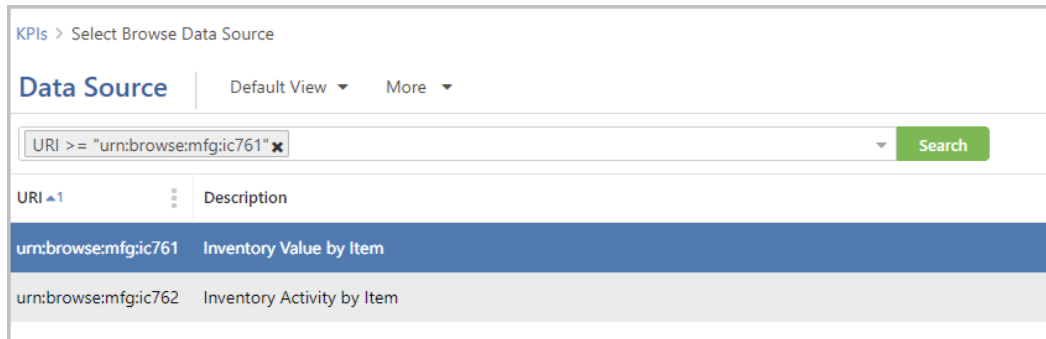 KPIs > Select Browse Data Source
Data Source Default View More
URI >= "urn:browse:mfg:ic761" Search
URI 1 Description
urn:browse:mfg:ic761 Inventory Value by Item
urn:browse:mfg:ic762 Inventory Activity by Item